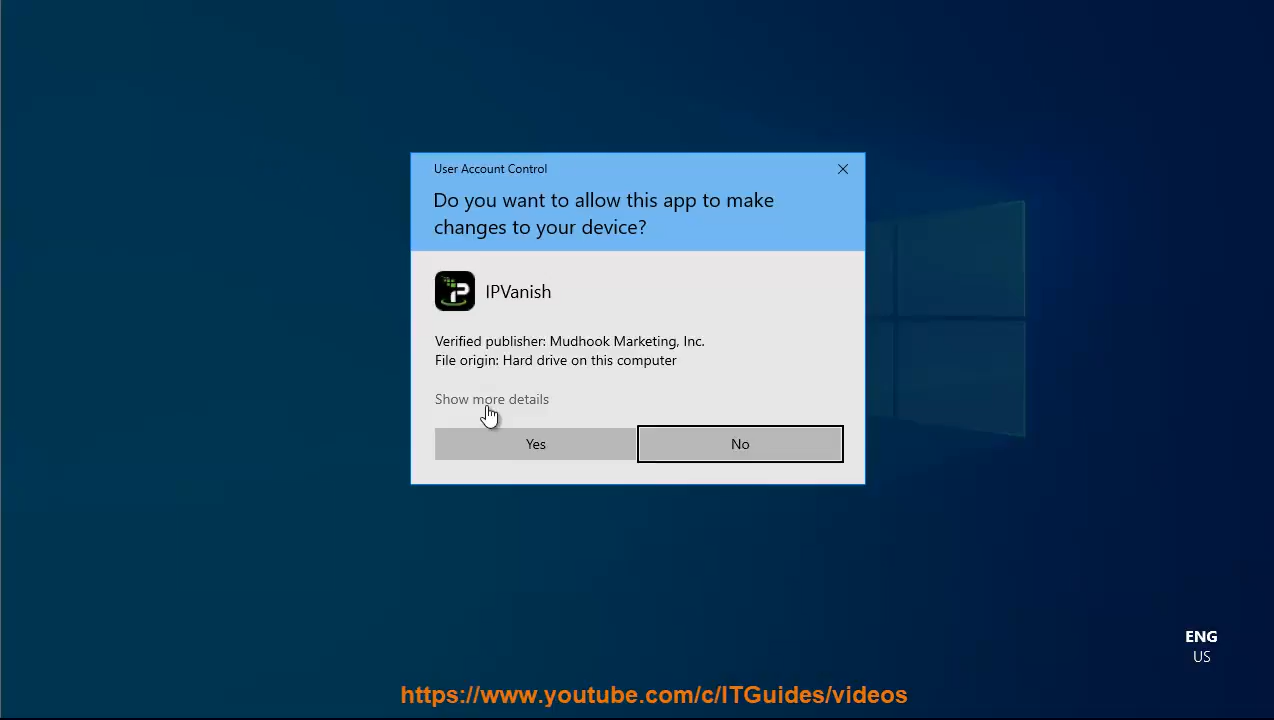 User Account Control
Do you want to allow this app to make
changes to your device?
IPVanish
Verified publisher: Mudhook Marketing, Inc.
File origin: Hard drive on this computer
Show more details
Yes
No
ENG
US
https://www.youtube.com/c/ITGuides/videos